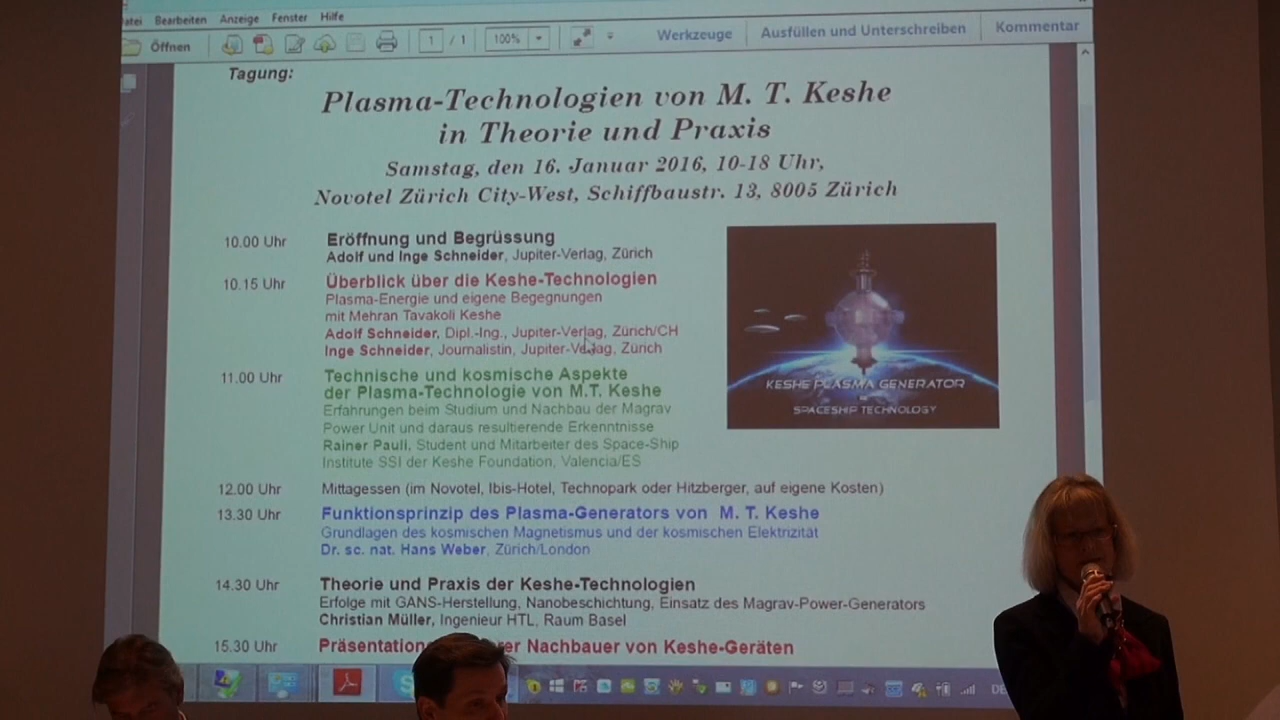 Bearbeiten Anzeige Fenster Hilfe
Öffnen 1 / 1 100% Werkzeuge Ausfüllen und Unterschreiben Kommentar
Tagung:
Plasma-Technologien von M. T. Keshe
in Theorie und Praxis
Samstag, den 16. Januar 2016, 10-18 Uhr,
Novotel Zürich City-West, Schiffbaustr. 13, 8005 Zürich
10.00 Uhr Eröffnung und Begrüssung
Adolf und Inge Schneider, Jupiter-Verlag, Zürich
10.15 Uhr Überblick über die Keshe-Technologien
Plasma-Energie und eigene Begegnungen
mit Mehran Tavakoli Keshe
Adolf Schneider, Dipl.-Ing., Jupiter-Verlag, Zürich/CH
Inge Schneider, Journalistin, Jupiter-Verlag, Zürich
11.00 Uhr Technische und kosmische Aspekte
der Plasma-Technologie von M.T. Keshe
Erfahrungen beim Studium und Nachbau der Magrav
Power Unit und daraus resultierende Erkenntnisse
Rainer Pauli, Student und Mitarbeiter des Space-Ship
Institute SSI der Keshe Foundation, Valencia/ES
KESHE PLASMA GENERATOR
SPACESHIP TECHNOLOGY
12.00 Uhr Mittagessen (im Novotel, Ibis-Hotel, Technopark oder Hitzberger, auf eigene Kosten)
13.30 Uhr Funktionsprinzip des Plasma-Generators von M. T. Keshe
Grundlagen des kosmischen Magnetismus und der kosmischen Elektrizität
Dr. sc. nat. Hans Weber, Zürich/London
14.30 Uhr Theorie und Praxis der Keshe-Technologien
Erfolge mit GANS-Herstellung, Nanobeschichtung, Einsatz des Magrav-Power-Generators
Christian Müller, Ingenieur HTL, Raum Basel
15.30 Uhr Nachbauer von Keshe-Geräten
DE